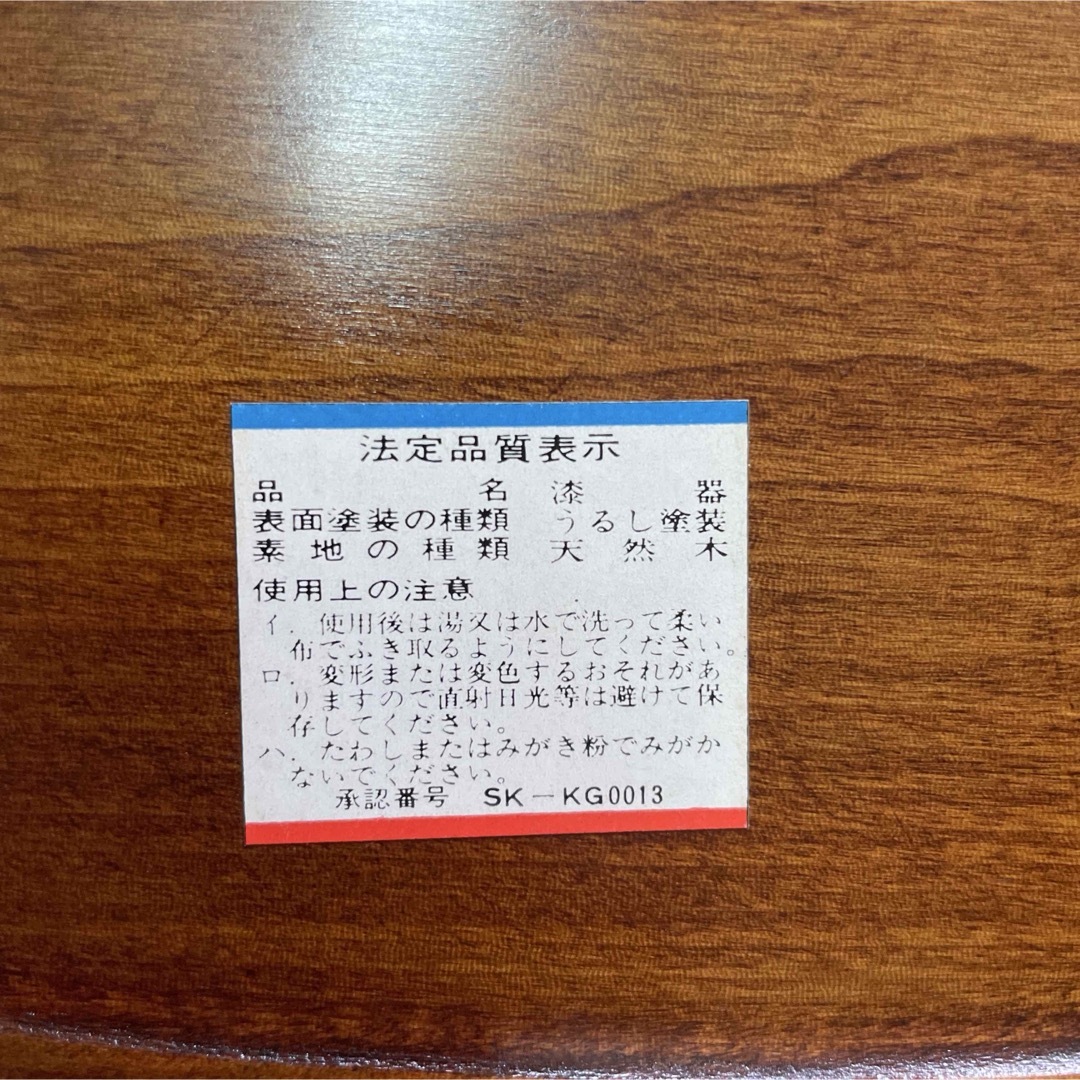 法定品質表示
品名 漆器
表面塗装の種類 うるし塗装
素地の種類 天然木
使用上の注意
イ. 使用後は湯又は水で洗って柔い
布でふき取るようにしてください。
ロ. 変形または変色するおそれがあ
りますので直射日光等は避けて保
存してください。
ハ. たわしまたはみがき粉でみがか
ないでください。
承認番号 SK-KG0013